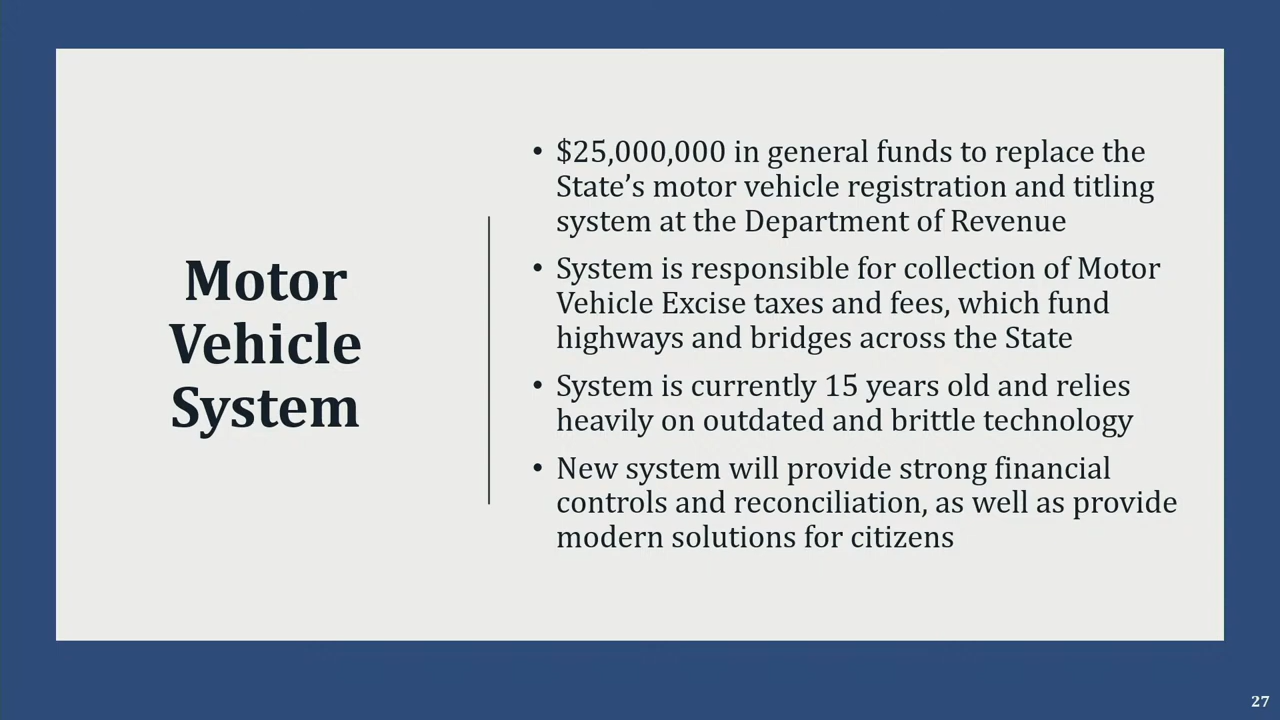 Motor
Vehicle
System
• $25,000,000 in general funds to replace the
State’s motor vehicle registration and titling
system at the Department of Revenue
• System is responsible for collection of Motor
Vehicle Excise taxes and fees, which fund
highways and bridges across the State
• System is currently 15 years old and relies
heavily on outdated and brittle technology
• New system will provide strong financial
controls and reconciliation, as well as provide
modern solutions for citizens
27